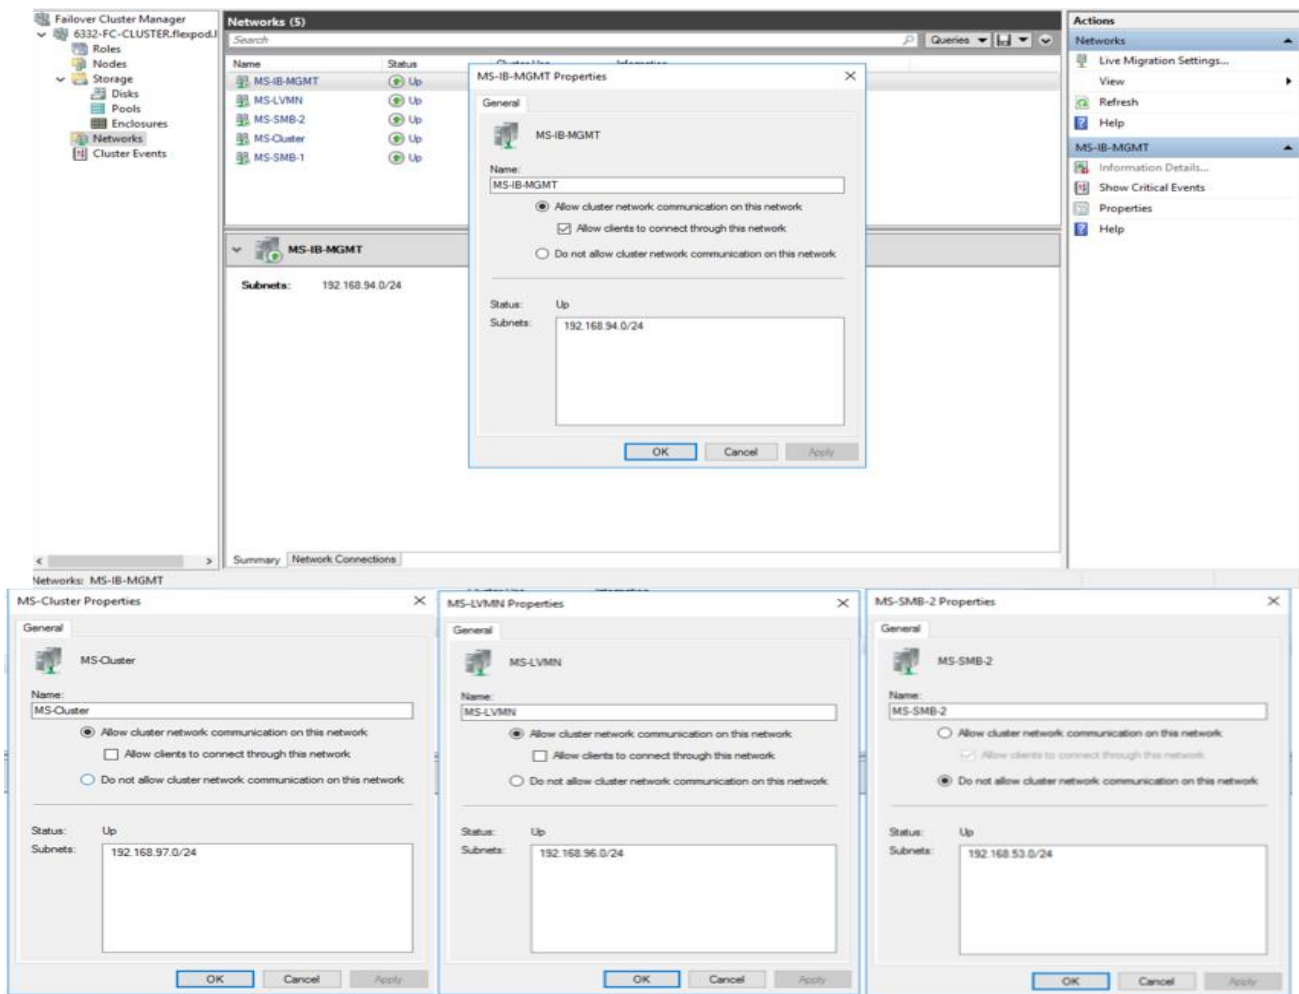 Failover Cluster Manager
6332-FC-CLUSTER.flexpod.l
Roles
Nodes
Storage
Disks
Pools
Enclosures
Networks
Cluster Events
Networks (5)
Search
Queries
Name Status
MS-IB-MGMT Up
MS-LVMN Up
MS-SMB-2 Up
MS-Cluster Up
MS-SMB-1 Up
MS-IB-MGMT
Subnets: 192.168.94.0/24
Summary Network Connections
MS-IB-MGMT Properties
General
MS-IB-MGMT
Name:
MS-IB-MGMT
Allow cluster network communication on this network
Allow clients to connect through this network
Do not allow cluster network communication on this network
Status: Up
Subnets: 192.168.94.0/24
OK Cancel Apply
Actions
Networks
Live Migration Settings...
View
Refresh
Help
MS-IB-MGMT
Information Details...
Show Critical Events
Properties
Help
Networks: MS-IB-MGMT
MS-Cluster Properties
General
MS-Cluster
Name:
MS-Cluster
Allow cluster network communication on this network
Allow clients to connect through this network
Do not allow cluster network communication on this network
Status: Up
Subnets: 192.168.97.0/24
OK Cancel Apply
MS-LVMN Properties
General
MS-LVMN
Name:
MS-LVMN
Allow cluster network communication on this network
Allow clients to connect through this network
Do not allow cluster network communication on this network
Status: Up
Subnets: 192.168.96.0/24
OK Cancel Apply
MS-SMB-2 Properties
General
MS-SMB-2
Name:
MS-SMB-2
Allow cluster network communication on this network
Allow clients to connect through this network
Do not allow cluster network communication on this network
Status: Up
Subnets: 192.168.53.0/24
OK Cancel Apply